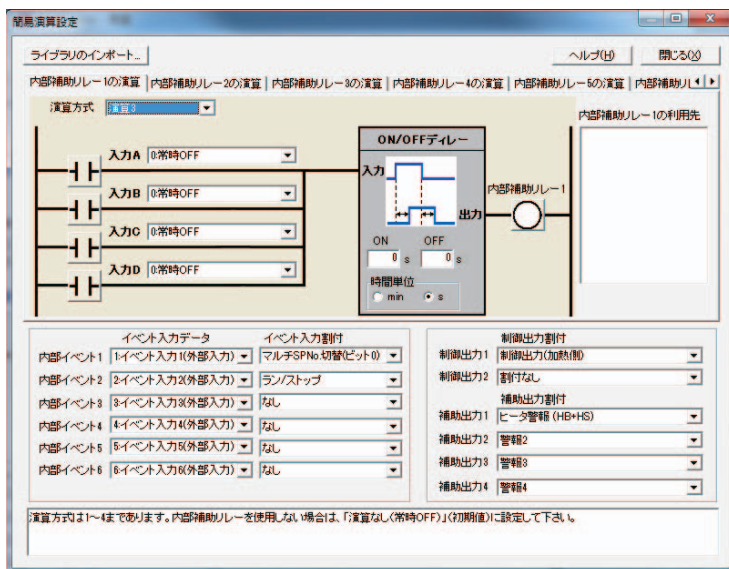 簡易演算設定
ライブラリのインポート...
ヘルプ(H)
閉じる(X)
内部補助リレー1の演算
内部補助リレー2の演算
内部補助リレー3の演算
内部補助リレー4の演算
内部補助リレー5の演算
内部補助リ
演算方式
演算3
内部補助リレー1の利用先
入力A
0:常時OFF
入力B
0:常時OFF
入力C
0:常時OFF
入力D
0:常時OFF
ON/OFFディレー
入力
出力
ON
OFF
0 s
0 s
時間単位
min
s
内部補助リレー1
イベント入力データ
イベント入力割付
内部イベント1
1:イベント入力1(外部入力)
マルチSPNo.切替(ビット0)
内部イベント2
2:イベント入力2(外部入力)
ラン/ストップ
内部イベント3
3:イベント入力3(外部入力)
なし
内部イベント4
4:イベント入力4(外部入力)
なし
内部イベント5
5:イベント入力5(外部入力)
なし
内部イベント6
6:イベント入力6(外部入力)
なし
制御出力割付
制御出力1
制御出力(加熱側)
制御出力2
割付なし
補助出力割付
補助出力1
ヒータ警報 (HB+HS)
補助出力2
警報2
補助出力3
警報3
補助出力4
警報4
演算方式は1～4まであります。内部補助リレーを使用しない場合は、「演算なし(常時OFF)」(初期値)に設定して下さい。